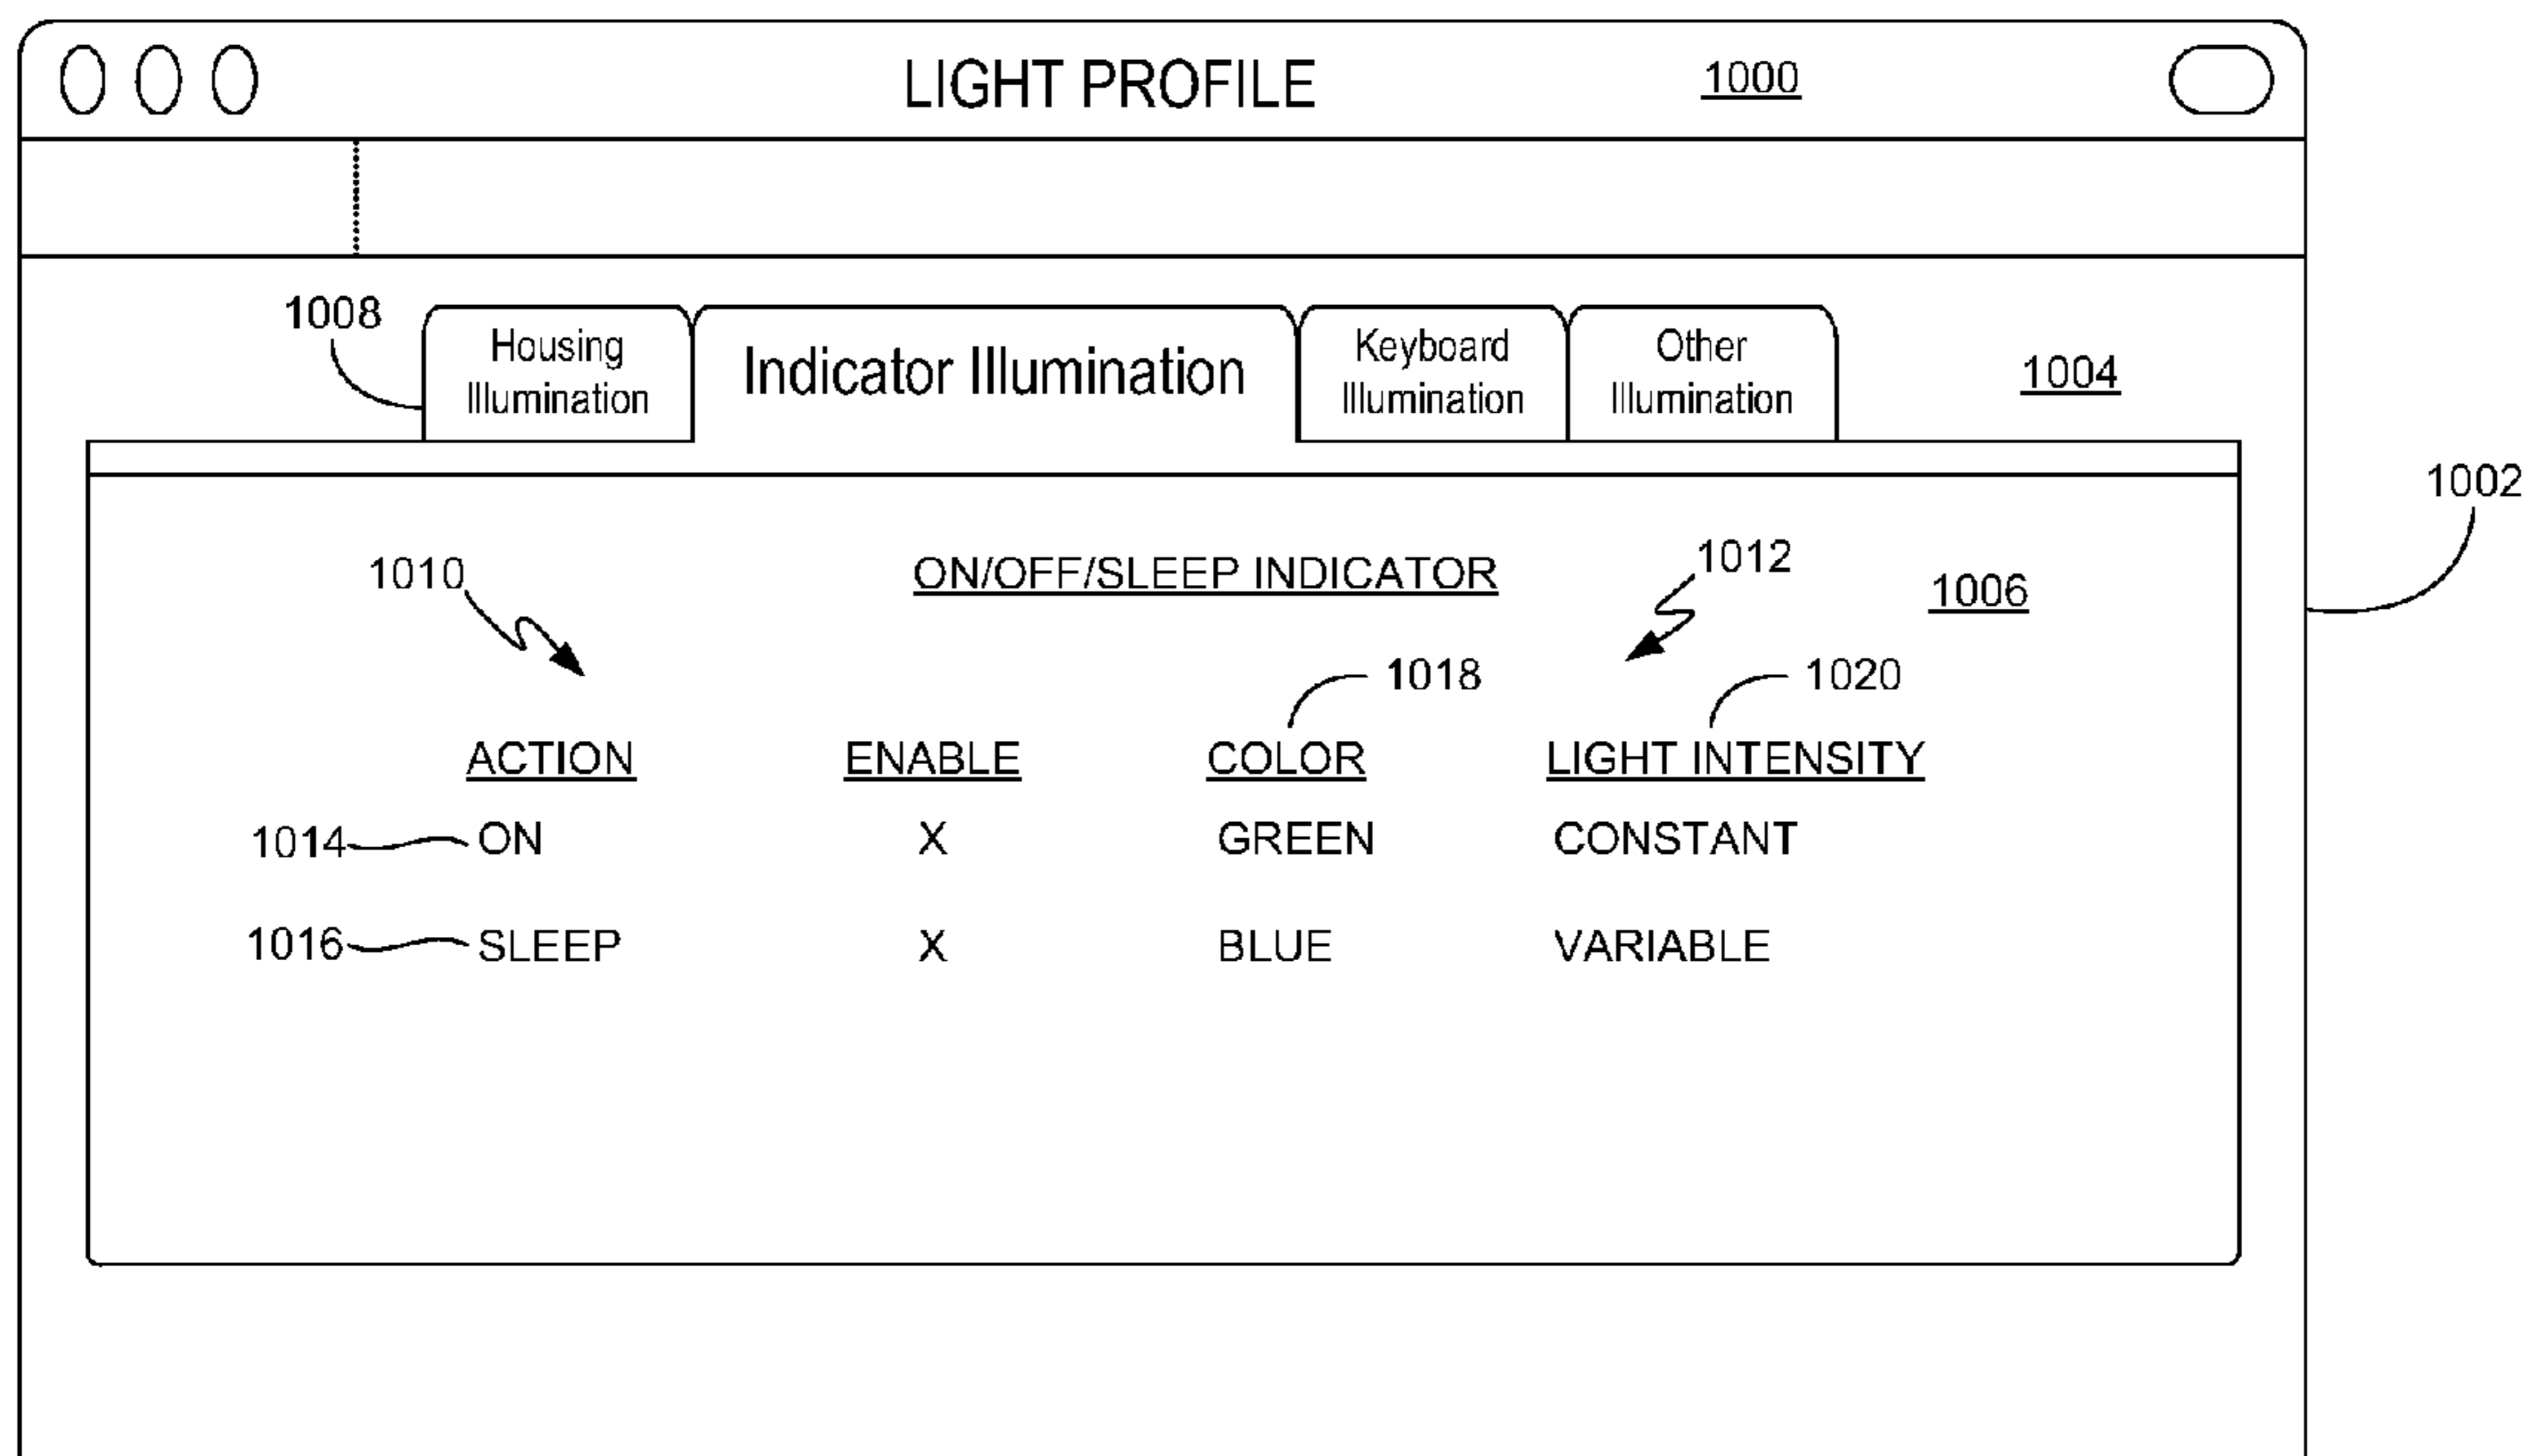 LIGHT PROFILE 1000
1008
Housing Illumination
Indicator Illumination
Keyboard Illumination
Other Illumination
1004
1002
1010 ON/OFF/SLEEP INDICATOR 1012 1006
1018 1020
ACTION ENABLE COLOR LIGHT INTENSITY
1014 ON X GREEN CONSTANT
1016 SLEEP X BLUE VARIABLE